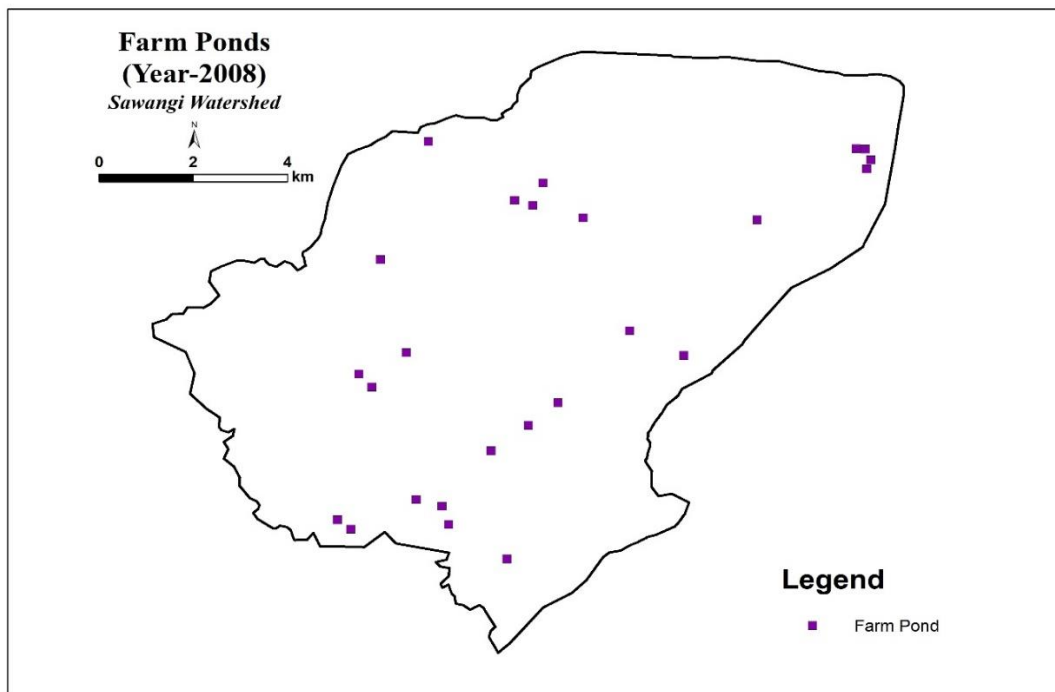 Farm Ponds
(Year-2008)
Sawangi Watershed
N
0 2 4
km
Legend
Farm Pond